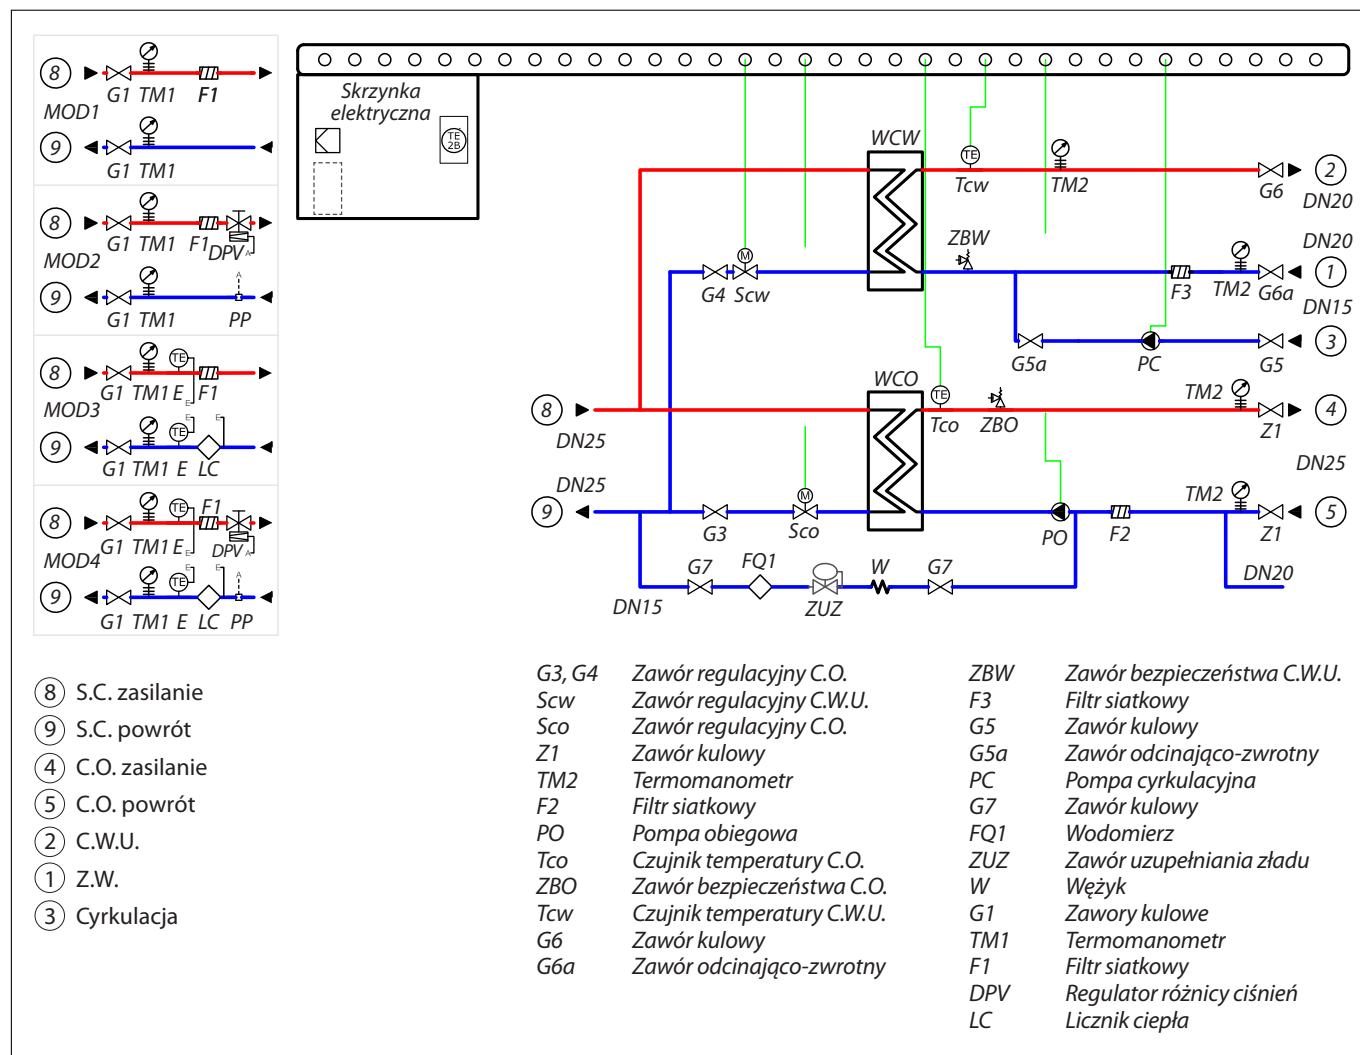 8
G1 TM1 F1
MOD1
9
G1 TM1
8
G1 TM1 F1 DPV A
MOD2
A
9
G1 TM1 PP
8
TE
G1 TM1 E F1
MOD3
E
E
E
9
TE
G1 TM1 E LC
F1
8
TE
E
G1 TM1 E DPV A
MOD4
E
E
E
A
9
TE
G1 TM1 E LC PP
Skrzynka
elektryczna
TE
2B
WCW
TE
Tcw
TM2
G6
2
DN20
DN20
ZBW
M
G4 Scw
F3
TM2
G6a
1
DN15
G5a
PC
G5
3
WCO
TE
Tco
ZBO
TM2
Z1
4
8
DN25
DN25
DN25
9
G3
M
Sco
PO
F2
TM2
Z1
5
G7
FQ1
ZUZ
W
G7
DN15
DN20
8 S.C. zasilanie
9 S.C. powrót
4 C.O. zasilanie
5 C.O. powrót
2 C.W.U.
1 Z.W.
3 Cyrkulacja
G3, G4 Zawór regulacyjny C.O.
Scw Zawór regulacyjny C.W.U.
Sco Zawór regulacyjny C.O.
Z1 Zawór kulowy
TM2 Termomanometr
F2 Filtr siatkowy
PO Pompa obiegowa
Tco Czujnik temperatury C.O.
ZBO Zawór bezpieczeństwa C.O.
Tcw Czujnik temperatury C.W.U.
G6 Zawór kulowy
G6a Zawór odcinająco-zwrotny
ZBW Zawór bezpieczeństwa C.W.U.
F3 Filtr siatkowy
G5 Zawór kulowy
G5a Zawór odcinająco-zwrotny
PC Pompa cyrkulacyjna
G7 Zawór kulowy
FQ1 Wodomierz
ZUZ Zawór uzupełniania zładu
W Wężyk
G1 Zawory kulowe
TM1 Termomanometr
F1 Filtr siatkowy
DPV Regulator różnicy ciśnień
LC Licznik ciepła